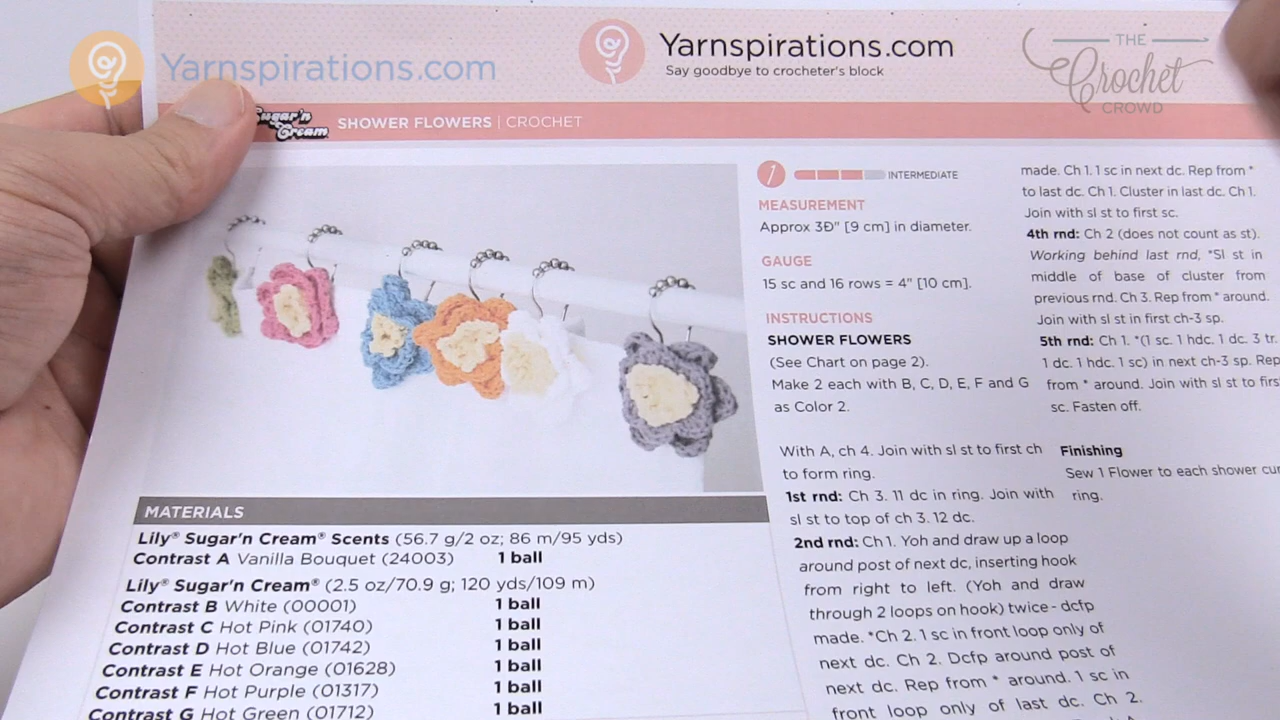 Yarnspirations.com
Yarnspirations.com
Say goodbye to crocheter's block
THE
Crochet
CROWD
Sugar'n
Cream
SHOWER FLOWERS | CROCHET
INTERMEDIATE
MEASUREMENT
Approx 3Ð" [9 cm] in diameter.
GAUGE
15 sc and 16 rows = 4" [10 cm].
INSTRUCTIONS
SHOWER FLOWERS
(See Chart on page 2).
Make 2 each with B, C, D, E, F and G
as Color 2.
With A, ch 4. Join with sl st to first ch
to form ring.
1st rnd: Ch 3. 11 dc in ring. Join with
sl st to top of ch 3. 12 dc.
2nd rnd: Ch 1. Yoh and draw up a loop
around post of next dc, inserting hook
from right to left. (Yoh and draw
through 2 loops on hook) twice - dcfp
made. *Ch 2. 1 sc in front loop only of
next dc. Ch 2. Dcfp around post of
next dc. Rep from * around. 1 sc in
front loop only of last dc. Ch 2.
made. Ch 1. 1 sc in next dc. Rep from *
to last dc. Ch 1. Cluster in last dc. Ch 1.
Join with sl st to first sc.
4th rnd: Ch 2 (does not count as st).
Working behind last rnd, *Sl st in
middle of base of cluster from
previous rnd. Ch 3. Rep from * around.
Join with sl st in first ch-3 sp.
5th rnd: Ch 1. *(1 sc. 1 hdc. 1 dc. 3 tr.
1 dc. 1 hdc. 1 sc) in next ch-3 sp. Rep
from * around. Join with sl st to first
sc. Fasten off.
Finishing
Sew 1 Flower to each shower cur
ring.
MATERIALS
Lily® Sugar'n Cream® Scents (56.7 g/2 oz; 86 m/95 yds)
Contrast A Vanilla Bouquet (24003) 1 ball
Lily® Sugar'n Cream® (2.5 oz/70.9 g; 120 yds/109 m)
Contrast B White (00001) 1 ball
Contrast C Hot Pink (01740) 1 ball
Contrast D Hot Blue (01742) 1 ball
Contrast E Hot Orange (01628) 1 ball
Contrast F Hot Purple (01317) 1 ball
Contrast G Hot Green (01712) 1 ball